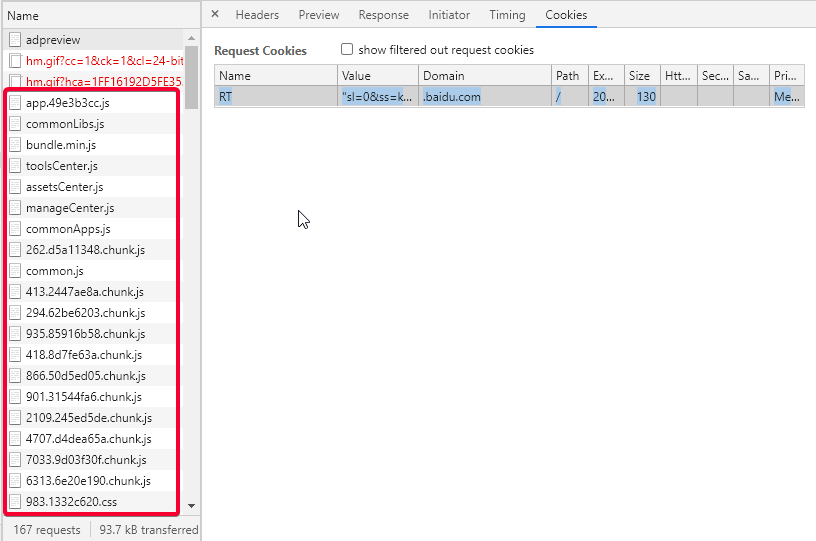 Name
× Headers Preview Response Initiator Timing Cookies
adpreview
hm.gif?cc=1&ck=1&cl=24-bit
hm.gif?hca=1FF16192D5FE35
app.49e3b3cc.js
commonLibs.js
bundle.min.js
toolsCenter.js
assetsCenter.js
manageCenter.js
commonApps.js
262.d5a11348.chunk.js
common.js
413.2447ae8a.chunk.js
294.62be6203.chunk.js
935.85916b58.chunk.js
418.8d7fe63a.chunk.js
866.50d5ed05.chunk.js
901.31544fa6.chunk.js
2109.245ed5de.chunk.js
4707.d4dea65a.chunk.js
7033.9d03f30f.chunk.js
6313.6e20e190.chunk.js
983.1332c620.css
167 requests 93.7 kB transferred
Request Cookies show filtered out request cookies
Name Value Domain Path Ex... Size Htt... Sec... Sa... Pri...
RT "sl=0&ss=k... .baidu.com / 20... 130 Me...